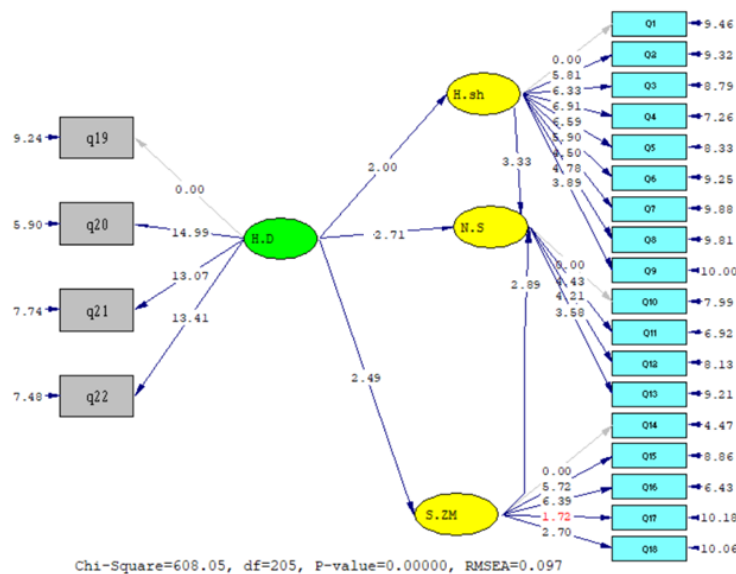 Q1 9.46
0.00 Q2 9.32
5.81
6.33 Q3 8.79
6.91 Q4 7.26
6.59
5.90 Q5 8.33
4.50 Q6 9.25
4.78
3.89 Q7 9.88
Q8 9.81
Q9 10.00
H.sh
9.24 q19
0.00
2.00
3.33
5.90 q20
14.99
H.D
-2.71
N.S
0.00 Q10 7.99
4.43
4.21 Q11 6.92
3.58 Q12 8.13
Q13 9.21
13.07
7.74 q21
13.41
2.89
7.48 q22
2.49
Q14 4.47
0.00 Q15 8.86
5.72
6.39 Q16 6.43
S.ZM
1.72 Q17 10.18
2.70 Q18 10.06
Chi-Square=608.05, df=205, P-value=0.00000, RMSEA=0.097